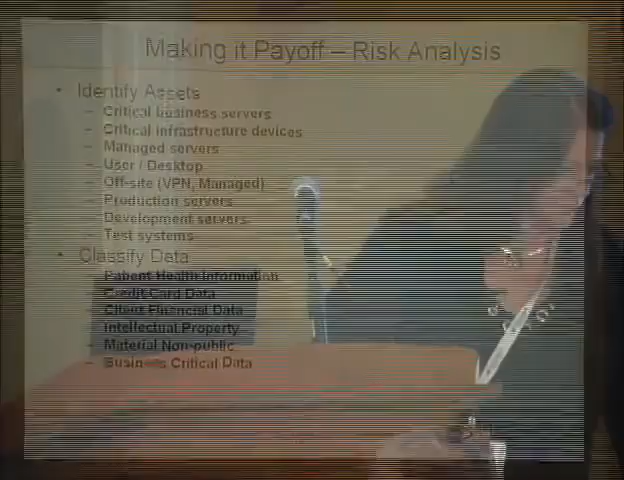 Making it Payoff – Risk Analysis
• Identify Assets
– Critical business servers
– Critical infrastructure devices
– Managed servers
– User / Desktop
– Off-site (VPN, Managed)
– Production servers
– Development servers
– Test systems
• Classify Data
– Patient Health Information
– Credit Card Data
– Client Financial Data
– Intellectual Property
– Material Non-public
– Business Critical Data